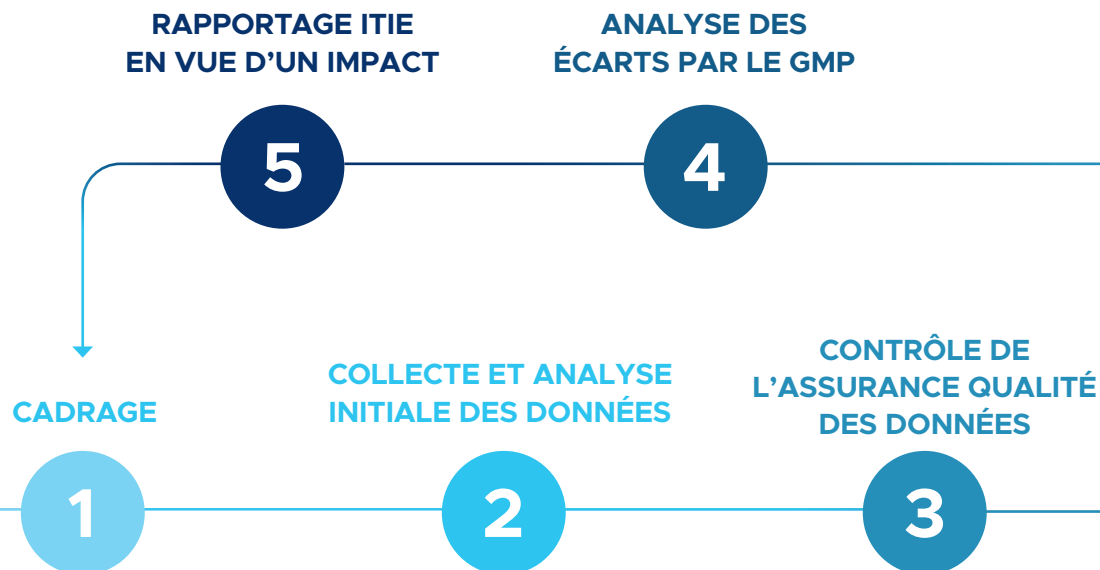 RAPPORTAGE ITIE
EN VUE D’UN IMPACT
5
ANALYSE DES
ÉCARTS PAR LE GMP
4
CADRAGE
1
COLLECTE ET ANALYSE
INITIALE DES DONNÉES
2
CONTRÔLE DE
L’ASSURANCE QUALITÉ
DES DONNÉES
3